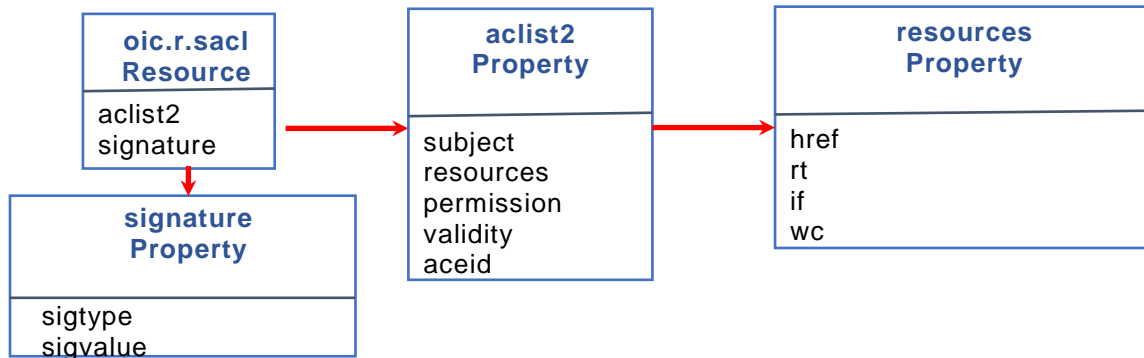 oic.r.sacl
Resource
aclist2
signature
signature
Property
sigtype
sigvalue
aclist2
Property
subject
resources
permission
validity
aceid
resources
Property
href
rt
if
wc